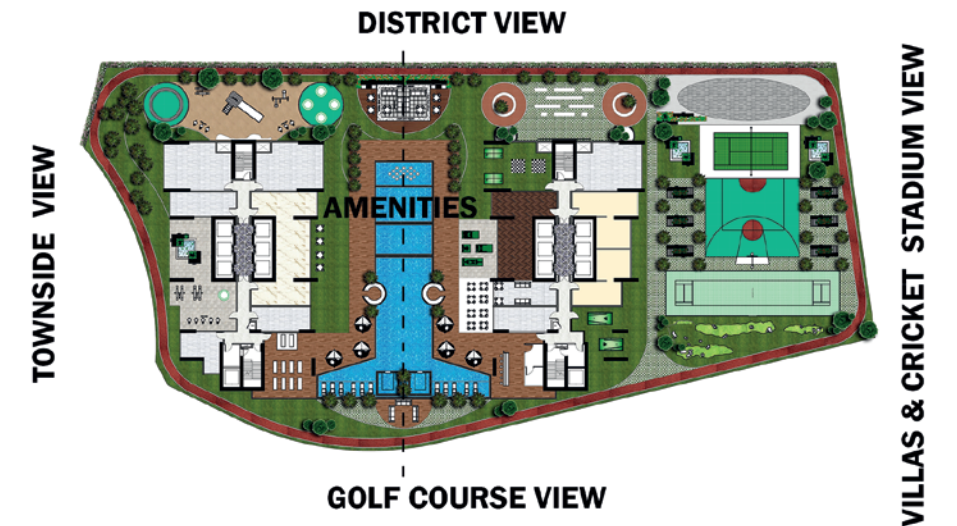 DISTRICT VIEW
TOWNSIDE VIEW
AMENITIES
VILLAS & CRICKET STADIUM VIEW
GOLF COURSE VIEW